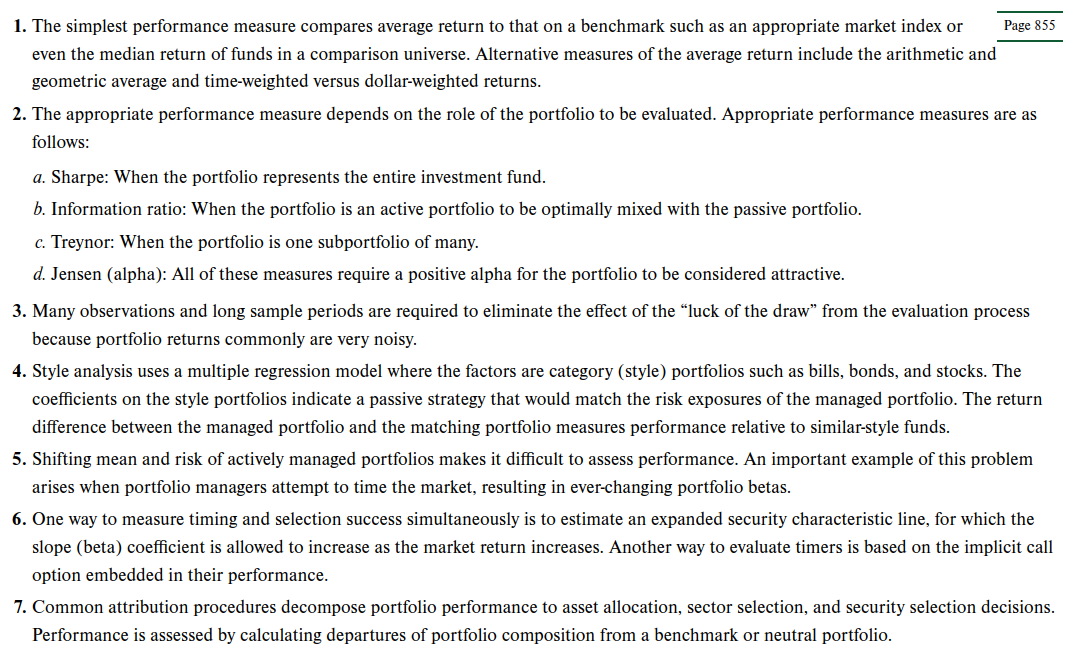 1. The simplest performance measure compares average return to that on a benchmark such as an appropriate market index or
Page 855
even the median return of funds in a comparison universe. Alternative measures of the average return include the arithmetic and
geometric average and time-weighted versus dollar-weighted returns.
2. The appropriate performance measure depends on the role of the portfolio to be evaluated. Appropriate performance measures are as
follows:
a. Sharpe: When the portfolio represents the entire investment fund.
b. Information ratio: When the portfolio is an active portfolio to be optimally mixed with the passive portfolio.
c. Treynor: When the portfolio is one subportfolio of many.
d. Jensen (alpha): All of these measures require a positive alpha for the portfolio to be considered attractive.
3. Many observations and long sample periods are required to eliminate the effect of the “luck of the draw” from the evaluation process
because portfolio returns commonly are very noisy.
4. Style analysis uses a multiple regression model where the factors are category (style) portfolios such as bills, bonds, and stocks. The
coefficients on the style portfolios indicate a passive strategy that would match the risk exposures of the managed portfolio. The return
difference between the managed portfolio and the matching portfolio measures performance relative to similar-style funds.
5. Shifting mean and risk of actively managed portfolios makes it difficult to assess performance. An important example of this problem
arises when portfolio managers attempt to time the market, resulting in ever-changing portfolio betas.
6. One way to measure timing and selection success simultaneously is to estimate an expanded security characteristic line, for which the
slope (beta) coefficient is allowed to increase as the market return increases. Another way to evaluate timers is based on the implicit call
option embedded in their performance.
7. Common attribution procedures decompose portfolio performance to asset allocation, sector selection, and security selection decisions.
Performance is assessed by calculating departures of portfolio composition from a benchmark or neutral portfolio.